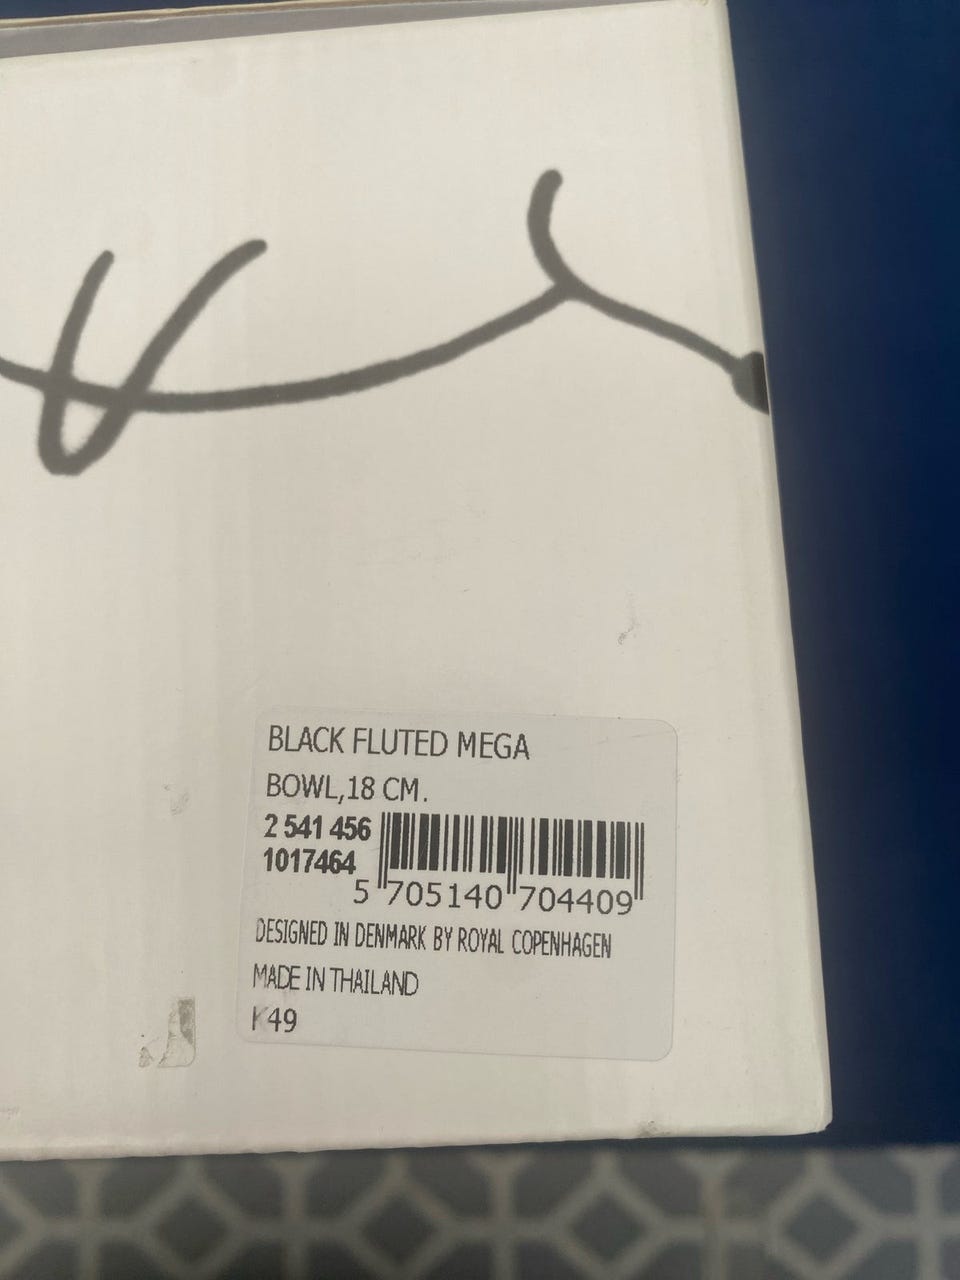 BLACK FLUTED MEGA
BOWL,18 CM.
2 541 456
1017464
5 705140 704409
DESIGNED IN DENMARK BY ROYAL COPENHAGEN
MADE IN THAILAND
K49